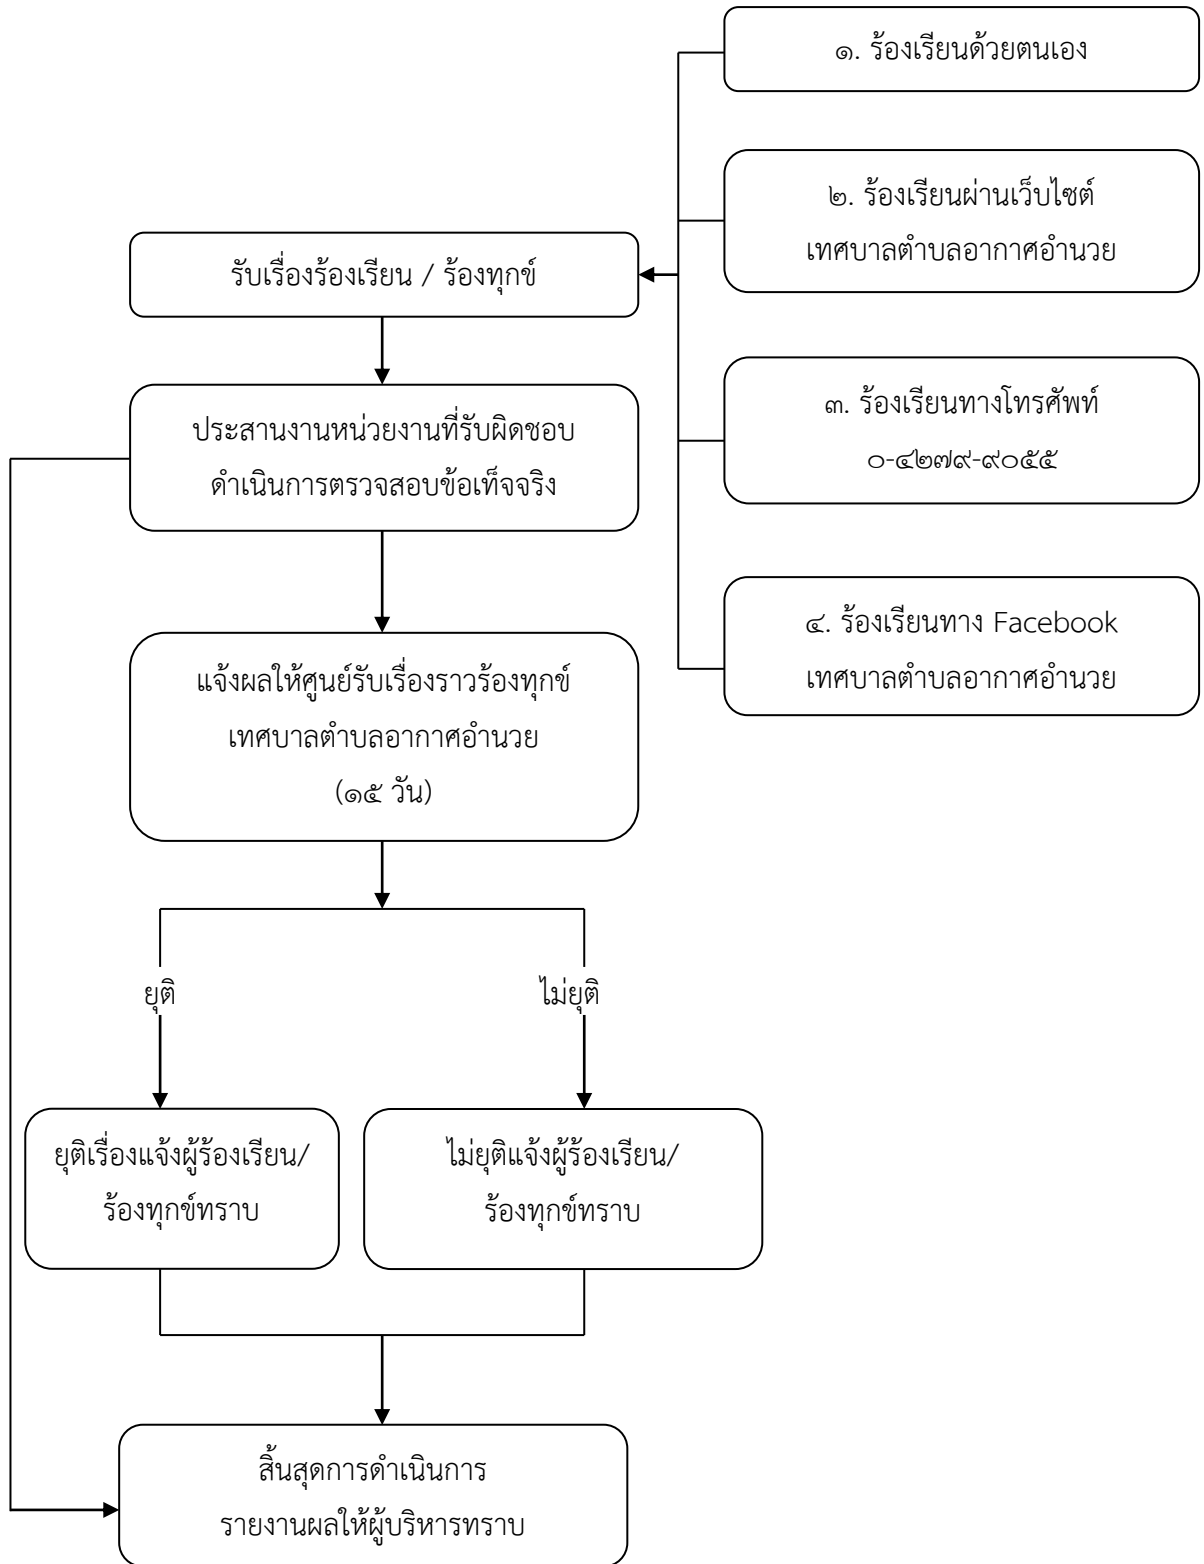 ๑. ร้องเรียนด้วยตนเอง
๒. ร้องเรียนผ่านเว็บไซต์
เทศบาลตำบลอากาศอำนวย
รับเรื่องร้องเรียน / ร้องทุกข์
๓. ร้องเรียนทางโทรศัพท์
๐-๔๒๗๙-๙๐๕๕
ประสานงานหน่วยงานที่รับผิดชอบ
ดำเนินการตรวจสอบข้อเท็จจริง
๔. ร้องเรียนทาง Facebook
เทศบาลตำบลอากาศอำนวย
แจ้งผลให้ศูนย์รับเรื่องราวร้องทุกข์
เทศบาลตำบลอากาศอำนวย
(๑๕ วัน)
ยุติ
ไม่ยุติ
ยุติเรื่องแจ้งผู้ร้องเรียน/
ร้องทุกข์ทราบ
ไม่ยุติแจ้งผู้ร้องเรียน/
ร้องทุกข์ทราบ
สิ้นสุดการดำเนินการ
รายงานผลให้ผู้บริหารทราบ